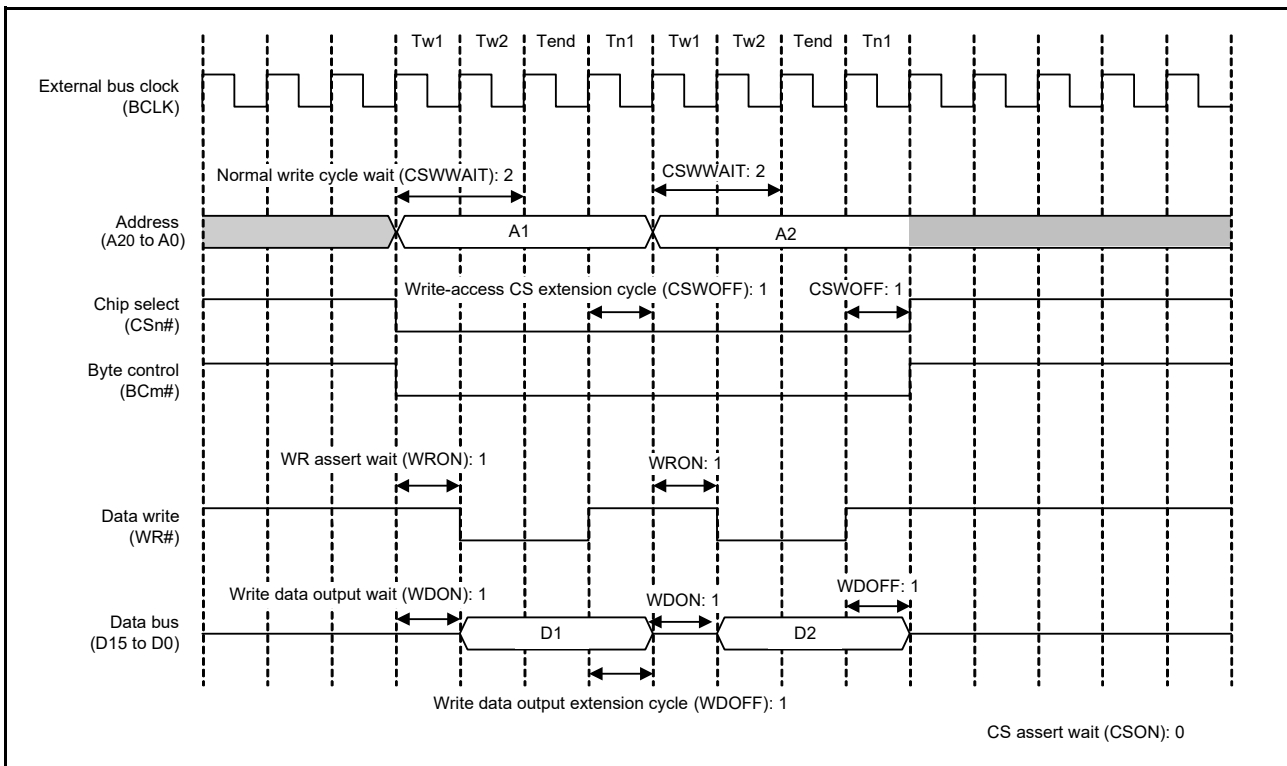 Tw1 Tw2 Tend Tn1 Tw1 Tw2 Tend Tn1
External bus clock
(BCLK)
Normal write cycle wait (CSWWAIT): 2
CSWWAIT: 2
Address
(A20 to A0)
A1
A2
Write-access CS extension cycle (CSWOFF): 1
CSWOFF: 1
Chip select
(CSn#)
Byte control
(BCm#)
WR assert wait (WRON): 1
WRON: 1
Data write
(WR#)
Write data output wait (WDON): 1
WDON: 1
WDOFF: 1
Data bus
(D15 to D0)
D1
D2
Write data output extension cycle (WDOFF): 1
CS assert wait (CSON): 0